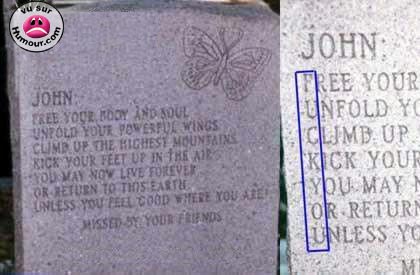 vu sur
Humour.com!
JOHN:
FREE YOUR BODY AND SOUL
UNFOLD YOUR POWERFUL WINGS
CLIMB UP THE HIGHEST MOUNTAINS
KICK YOUR FEET UP IN THE AIR
YOU MAY NOW LIVE FOREVER
OR RETURN TO THIS EARTH
UNLESS YOU FEEL GOOD WHERE YOU ARE!
MISSED BY YOUR FRIENDS
JOHN:
FREE YOUR
UNFOLD Y
CLIMB UP
KICK YOUR
YOU MAY N
OR RETURN
UNLESS YO
M